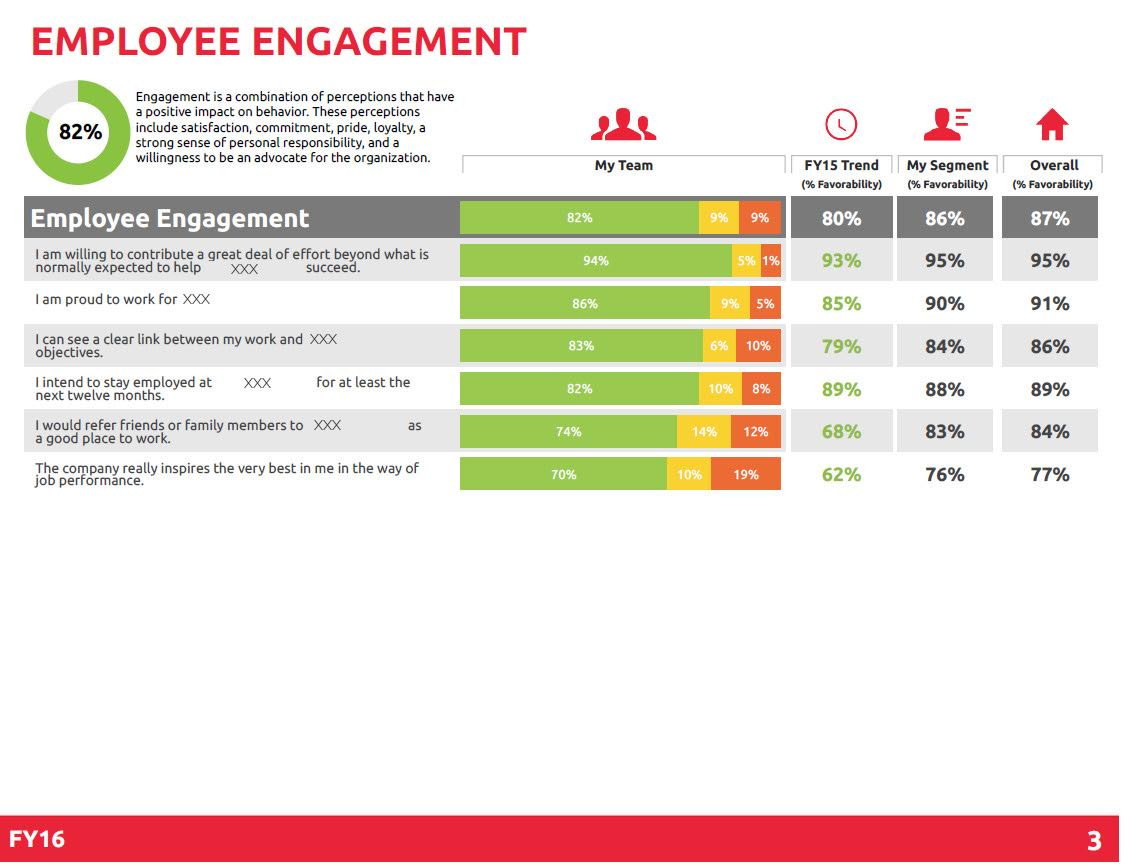 EMPLOYEE ENGAGEMENT
82%
Engagement is a combination of perceptions that have
a positive impact on behavior. These perceptions
include satisfaction, commitment, pride, loyalty, a
strong sense of personal responsibility, and a
willingness to be an advocate for the organization.
My Team FY15 Trend My Segment Overall
(% Favorability) (% Favorability) (% Favorability)
Employee Engagement 82% 9% 9% 80% 86% 87%
I am willing to contribute a great deal of effort beyond what is
normally expected to help XXX succeed.
94% 5% 1% 93% 95% 95%
I am proud to work for XXX
86% 9% 5% 85% 90% 91%
I can see a clear link between my work and XXX
objectives.
83% 6% 10% 79% 84% 86%
I intend to stay employed at XXX for at least the
next twelve months.
82% 10% 8% 89% 88% 89%
I would refer friends or family members to XXX as
a good place to work.
74% 14% 12% 68% 83% 84%
The company really inspires the very best in me in the way of
job performance.
70% 10% 19% 62% 76% 77%
FY16 3